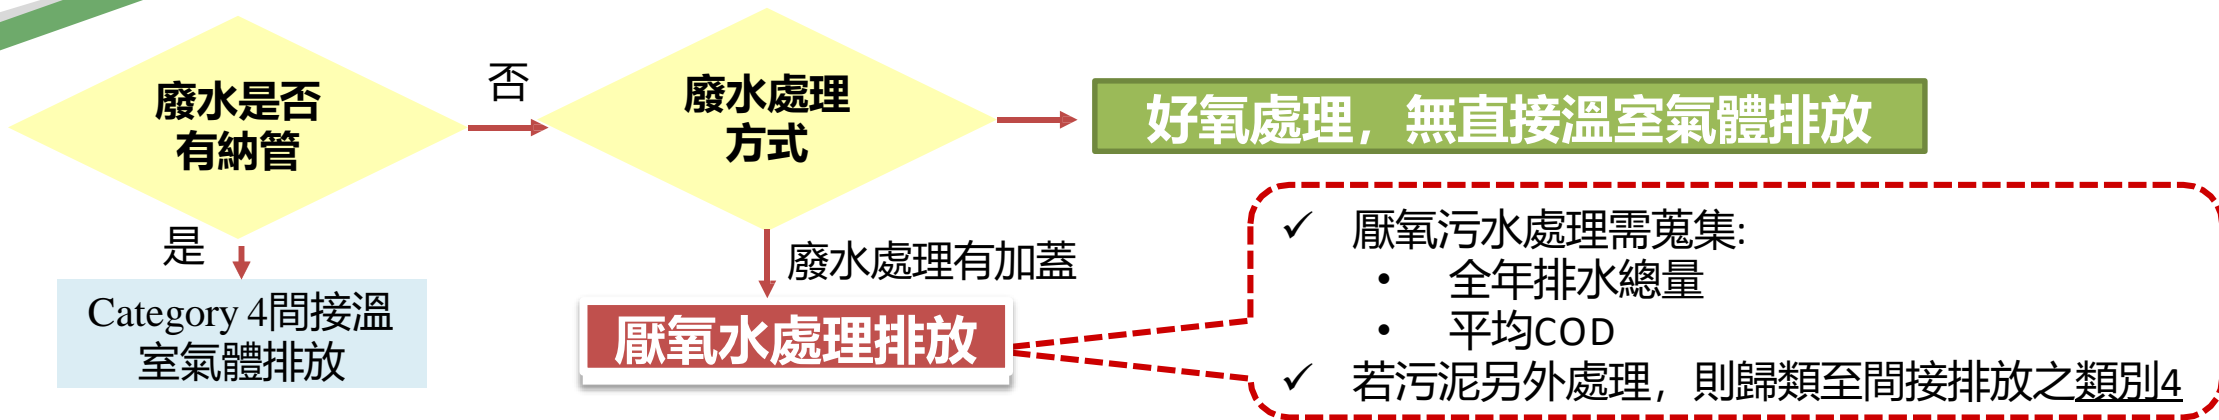 廢水是否
有納管
否
廢水處理
方式
好氧處理，無直接溫室氣體排放
是
Category 4間接溫
室氣體排放
廢水處理有加蓋
厭氧水處理排放
✓ 厭氧污水處理需蒐集:
• 全年排水總量
• 平均COD
✓ 若污泥另外處理，則歸類至間接排放之類別4